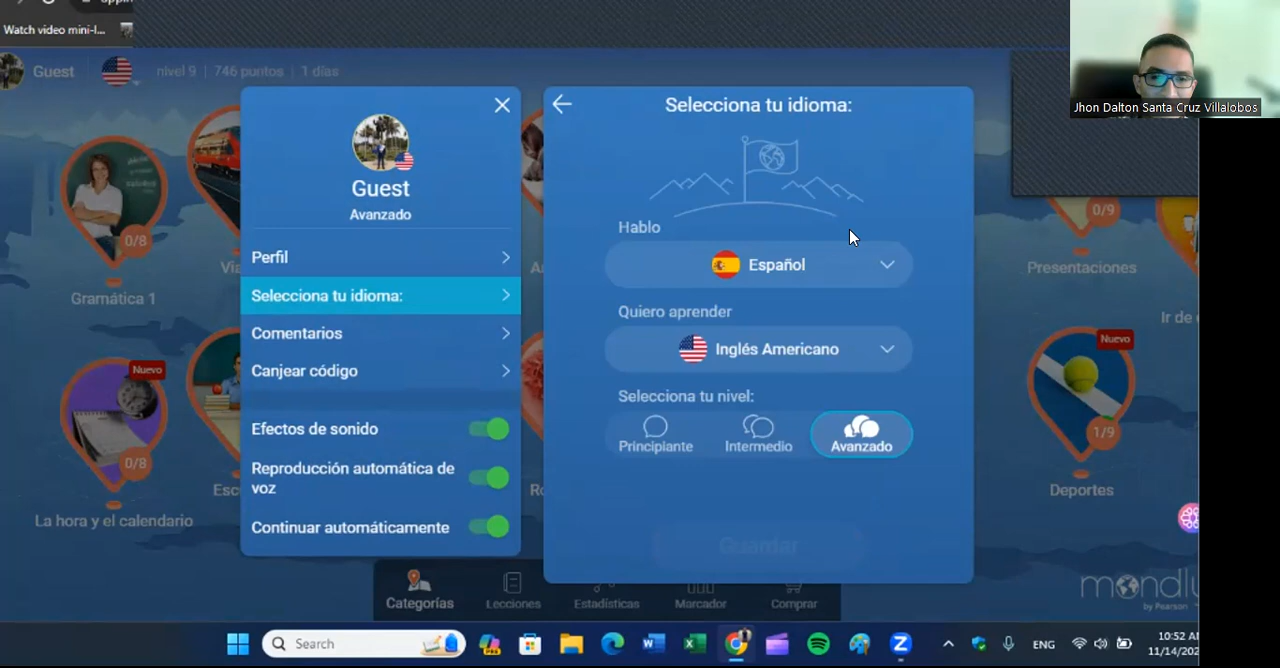 Watch video mini-l...
Guest
nivel 9 | 746 puntos | 1 días
Jhon Dalton Santa Cruz Villalobos
Guest
Avanzado
Perfil
Selecciona tu idioma:
Comentarios
Canjear código
Efectos de sonido
Reproducción automática de
voz
Continuar automáticamente
Selecciona tu idioma:
Hablo
Español
Quiero aprender
Inglés Americano
Selecciona tu nivel:
Principiante
Intermedio
Avanzado
Guardar
0/8
Gramática 1
Nuevo
0/8
La hora y el calendario
0/9
Presentaciones
Ir de
Nuevo
1/9
Deportes
Categorías
Lecciones
Estadísticas
Marcador
Comprar
mondl
by Pearson
Search
ENG
10:52
11/14/202